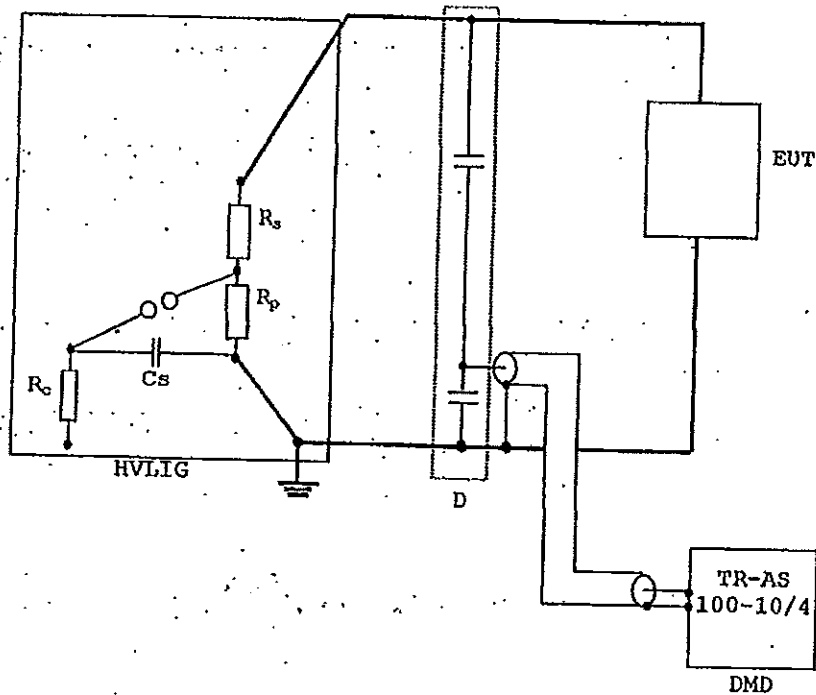 EUT
Rs
Rp
Rc
Cs
HVLIG
D
TR-AS
100-10/4
DMD